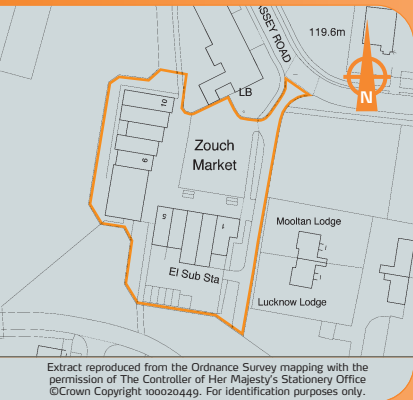 ASSEY ROAD
119.6m
LB
N
10
Zouch
Market
6
5
1
Mooltan Lodge
El Sub Sta
Lucknow Lodge
Extract reproduced from the Ordnance Survey mapping with the
permission of The Controller of Her Majesty's Stationery Office
©Crown Copyright 100020449. For identification purposes only.